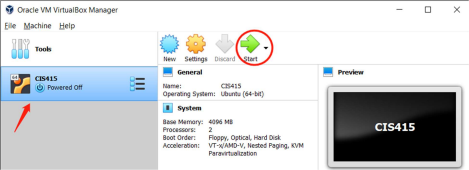 Oracle VM VirtualBox Manager
File Machine Help
Tools
New Settings Discard Start
CIS415
Powered Off
General
Name: CIS415
Operating System: Ubuntu (64-bit)
System
Base Memory: 4096 MB
Processors: 2
Boot Order: Floppy, Optical, Hard Disk
Acceleration: VT-x/AMD-V, Nested Paging, KVM
Paravirtualization
Preview
CIS415